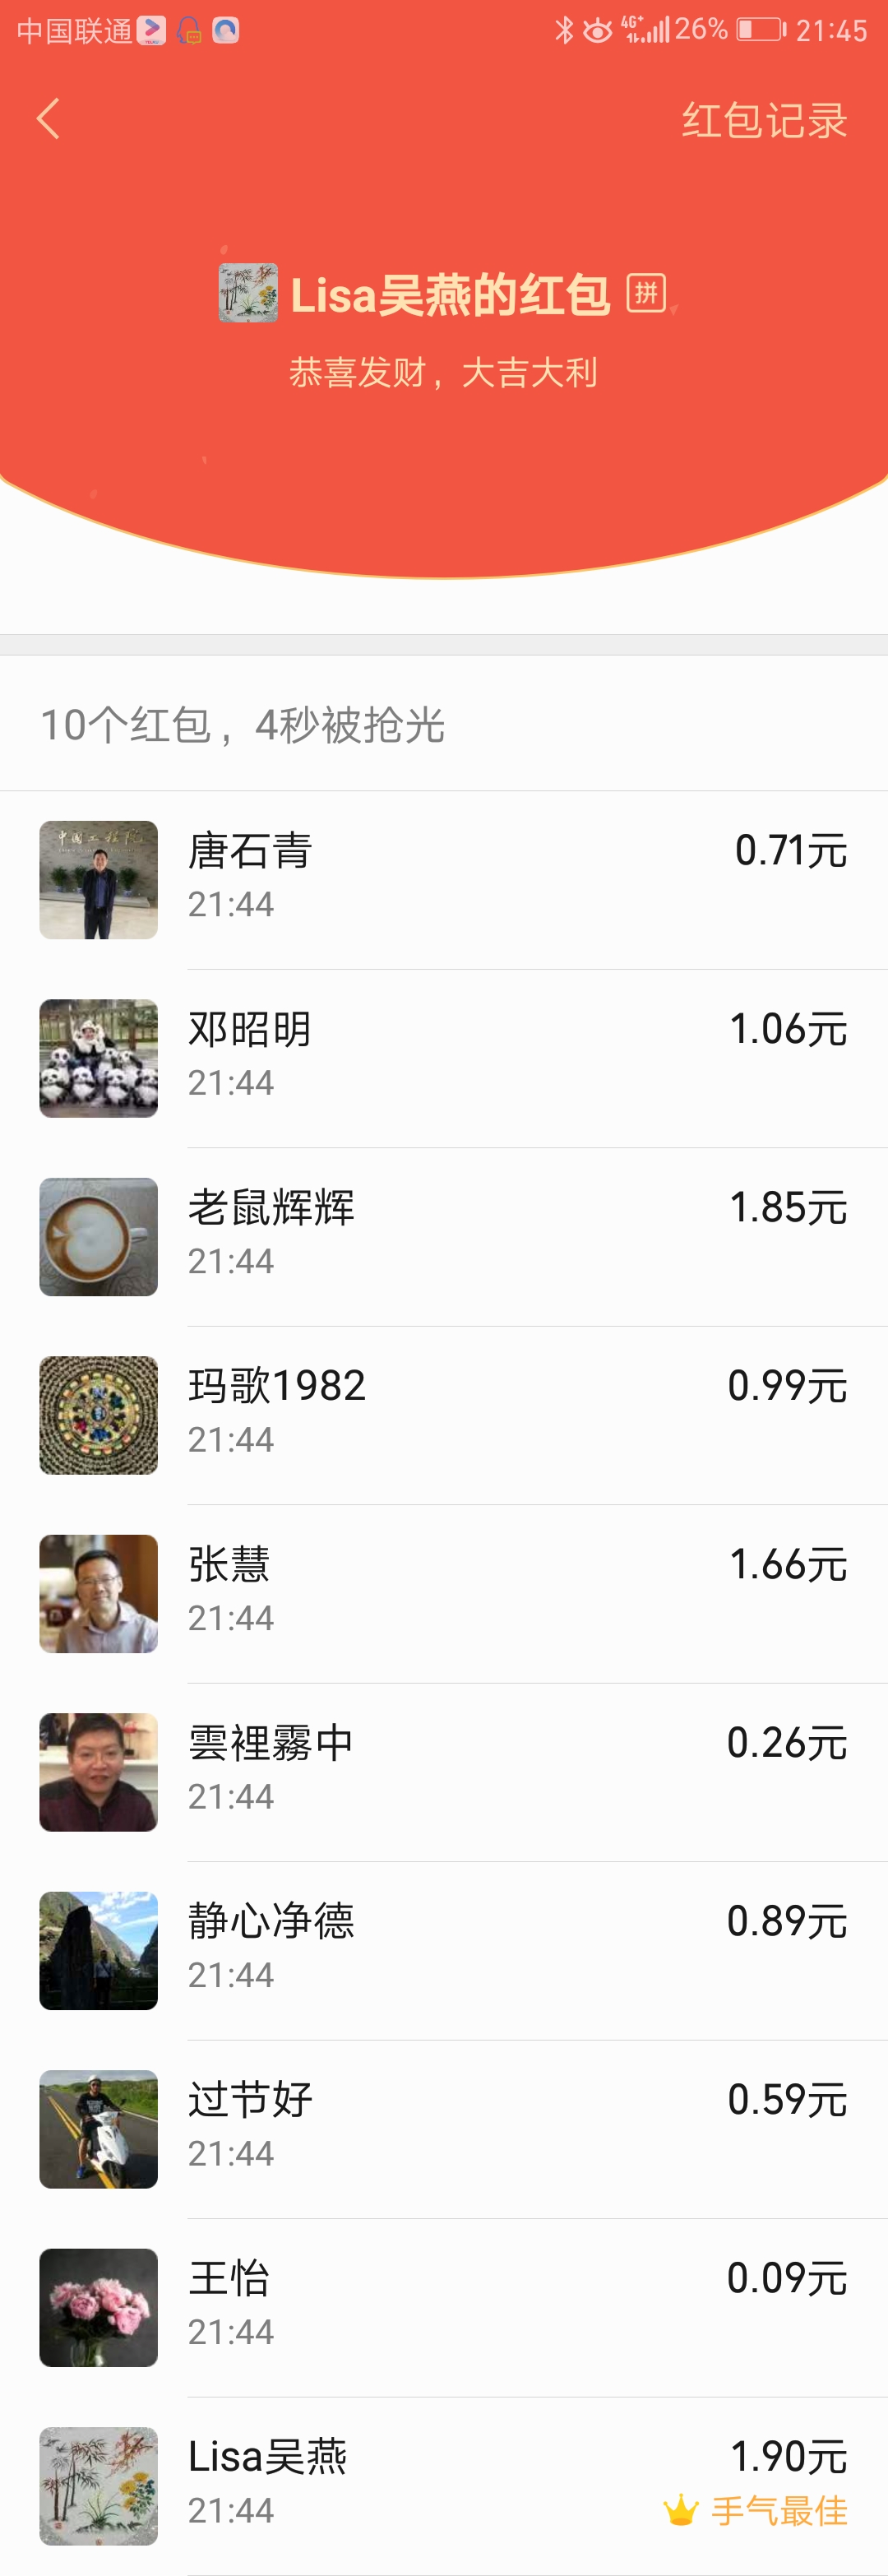 中国联通 4G+ 26% 21:45
红包记录
Lisa吴燕的红包 拼
恭喜发财，大吉大利
10个红包，4秒被抢光
唐石青 0.71元
21:44
邓昭明 1.06元
21:44
老鼠辉辉 1.85元
21:44
玛歌1982 0.99元
21:44
张慧 1.66元
21:44
雲裡霧中 0.26元
21:44
静心净德 0.89元
21:44
过节好 0.59元
21:44
王怡 0.09元
21:44
Lisa吴燕 1.90元
21:44 手气最佳